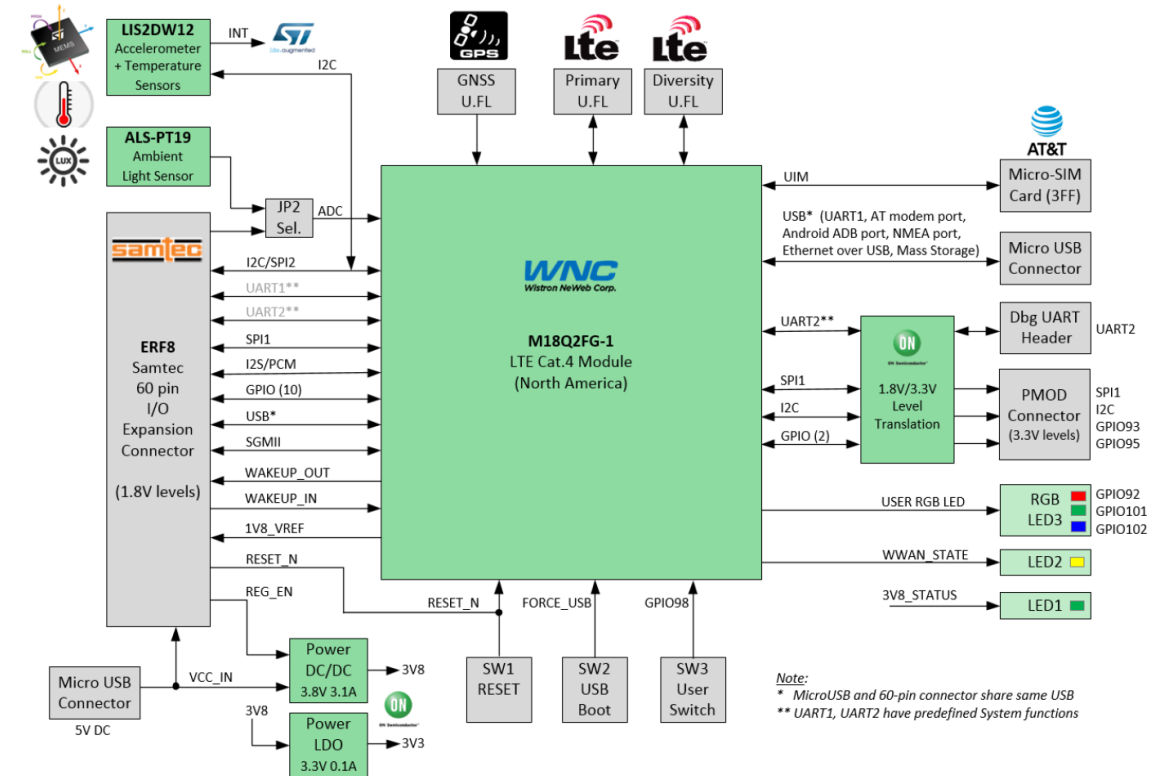 LIS2DW12
Accelerometer
+ Temperature
Sensors
INT
ST
life.augmented
I2C
MEMS
GPS
GNSS
U.FL
Lte
Primary
U.FL
Lte
Diversity
U.FL
LUX
ALS-PT19
Ambient
Light Sensor
JP2
Sel.
ADC
AT&T
UIM
Micro-SIM
Card (3FF)
USB* (UART1, AT modem port,
Android ADB port, NMEA port,
Ethernet over USB, Mass Storage)
Micro USB
Connector
samtec
I2C/SPI2
UART1**
UART2**
SPI1
I2S/PCM
GPIO (10)
USB*
SGMII
WAKEUP_OUT
WAKEUP_IN
1V8_VREF
RESET_N
REG_EN
ERF8
Samtec
60 pin
I/O
Expansion
Connector
(1.8V levels)
WNC
Wistron NeWeb Corp.
M18Q2FG-1
LTE Cat.4 Module
(North America)
UART2**
SPI1
I2C
GPIO (2)
ON
ON Semiconductor
1.8V/3.3V
Level
Translation
Dbg UART
Header
UART2
PMOD
Connector
(3.3V levels)
SPI1
I2C
GPIO93
GPIO95
USER RGB LED
RGB
LED3
GPIO92
GPIO101
GPIO102
WWAN_STATE
LED2
3V8_STATUS
LED1
RESET_N
FORCE_USB
GPIO98
SW1
RESET
SW2
USB
Boot
SW3
User
Switch
Micro USB
Connector
5V DC
VCC_IN
Power
DC/DC
3.8V 3.1A
3V8
3V8
Power
LDO
3.3V 0.1A
3V3
ON
ON Semiconductor
Note:
* MicroUSB and 60-pin connector share same USB
** UART1, UART2 have predefined System functions